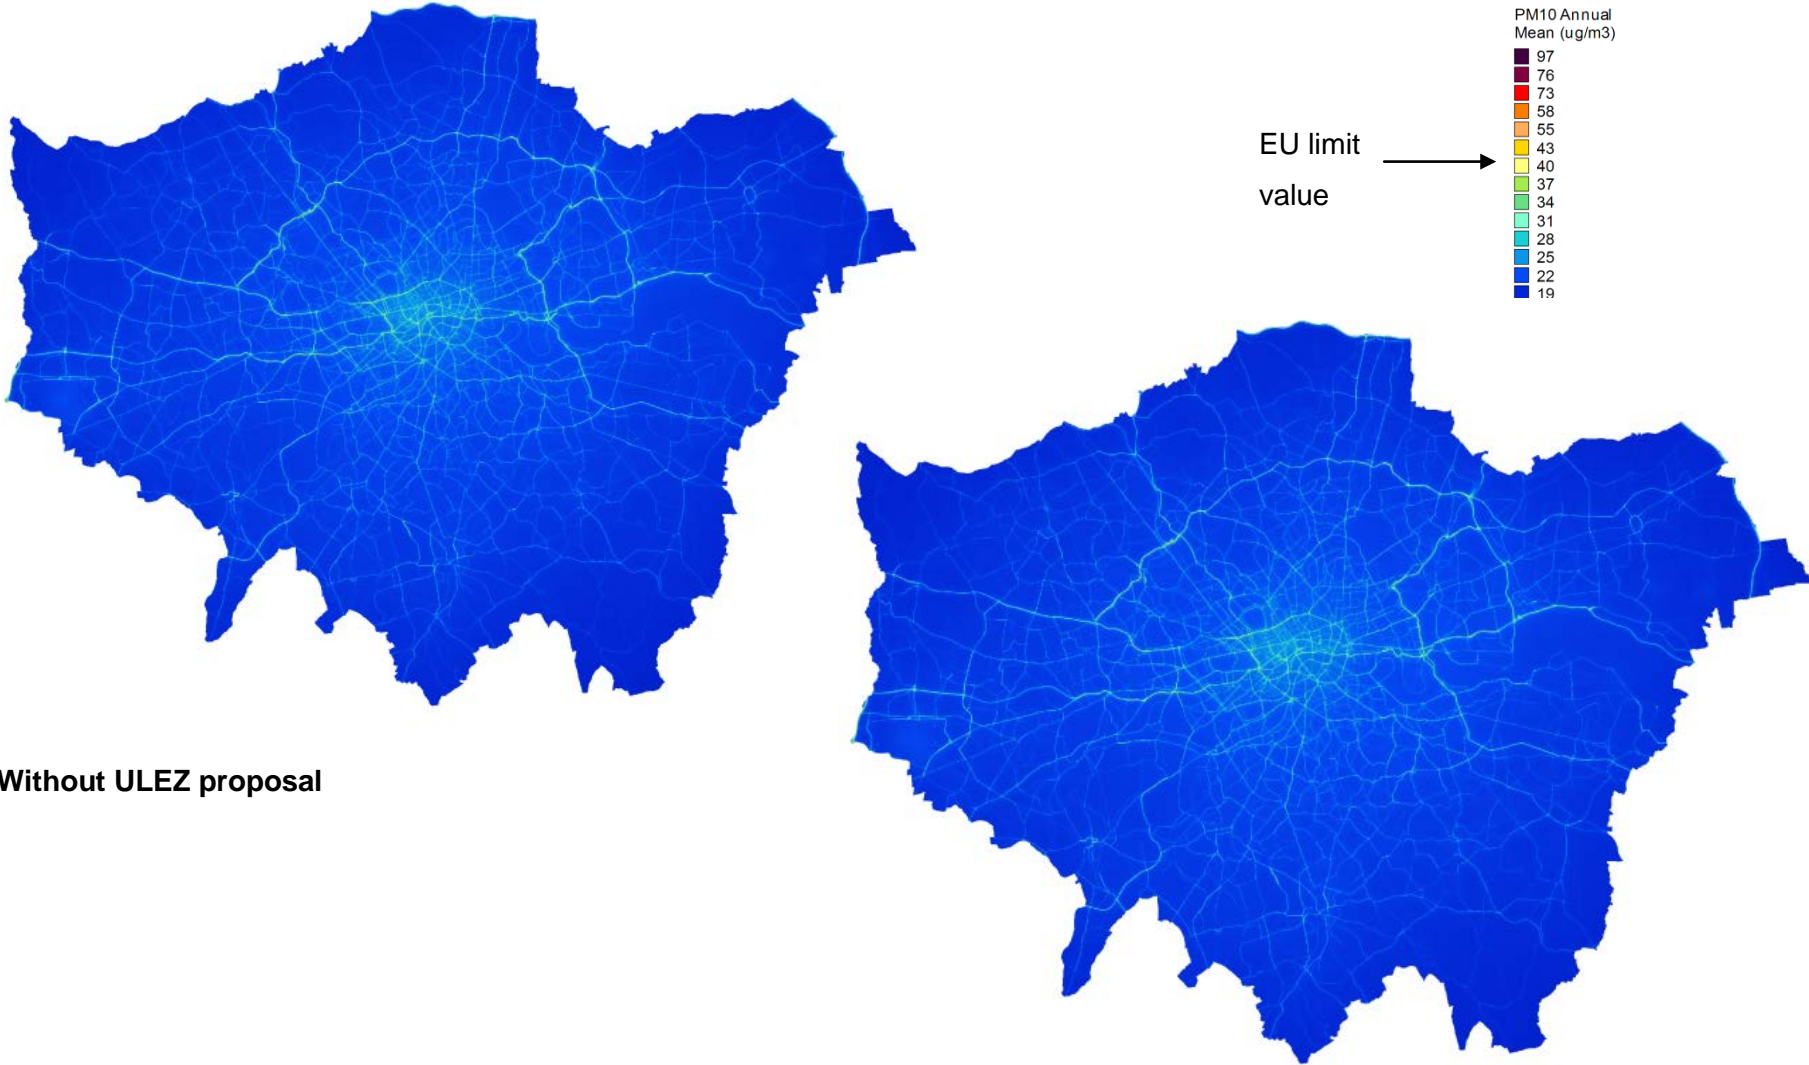 PM10 Annual
Mean (ug/m3)
97
76
73
58
55
43
40
37
34
31
28
25
22
19
EU limit
value
Without ULEZ proposal